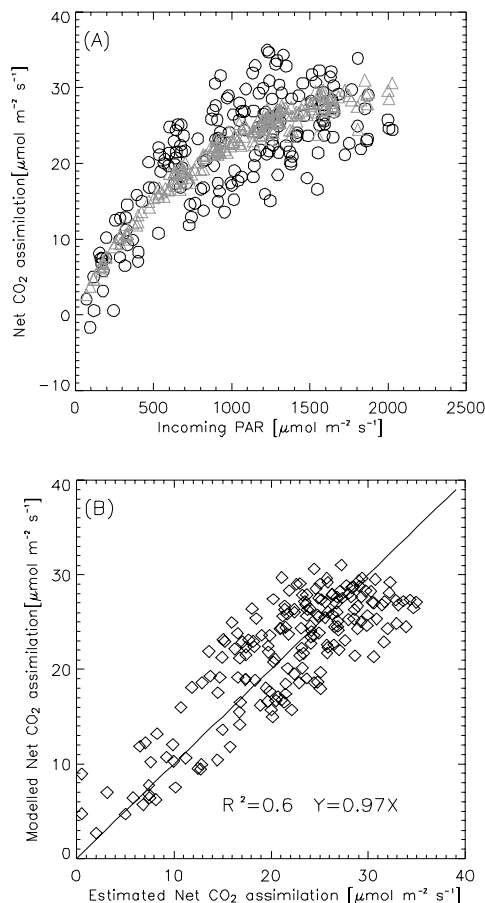 (A)
40
30
20
10
0
−10
Net CO₂ assimilation[μmol m⁻² s⁻¹]
0 500 1000 1500 2000 2500
Incoming PAR [μmol m⁻² s⁻¹]
(B)
40
30
20
10
0
Modelled Net CO₂ assimilation[μmol m⁻² s⁻¹]
R²=0.6 Y=0.97X
0 10 20 30 40
Estimated Net CO₂ assimilation [μmol m⁻² s⁻¹]